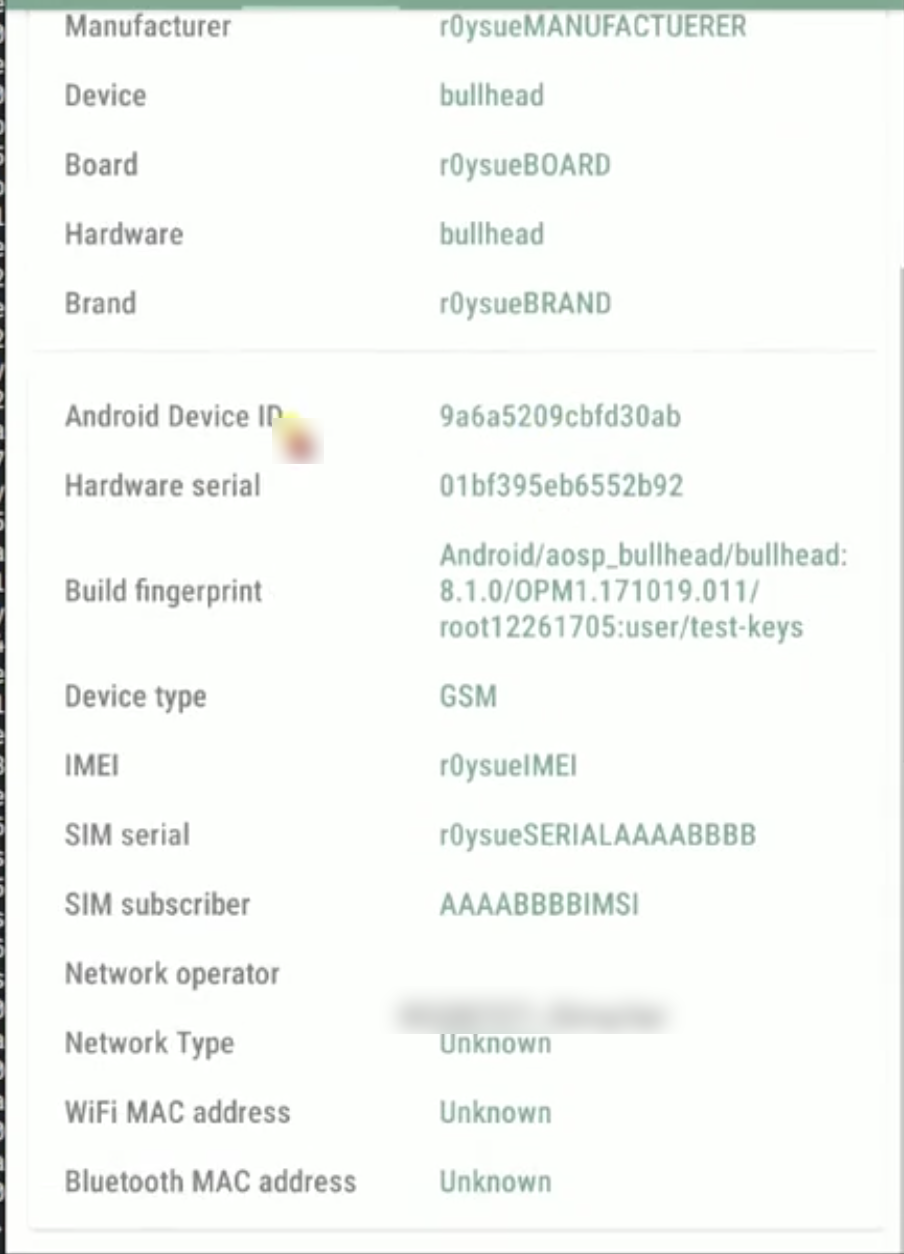 Manufacturer r0ysueMANUFACTUERER
Device bullhead
Board r0ysueBOARD
Hardware bullhead
Brand r0ysueBRAND
Android Device ID 9a6a5209cbfd30ab
Hardware serial 01bf395eb6552b92
Build fingerprint Android/aosp_bullhead/bullhead:
8.1.0/OPM1.171019.011/
root12261705:user/test-keys
Device type GSM
IMEI r0ysueIMEI
SIM serial r0ysueSERIALAAAABBBB
SIM subscriber AAAABBBBIMSI
Network operator
Network Type Unknown
WiFi MAC address Unknown
Bluetooth MAC address Unknown